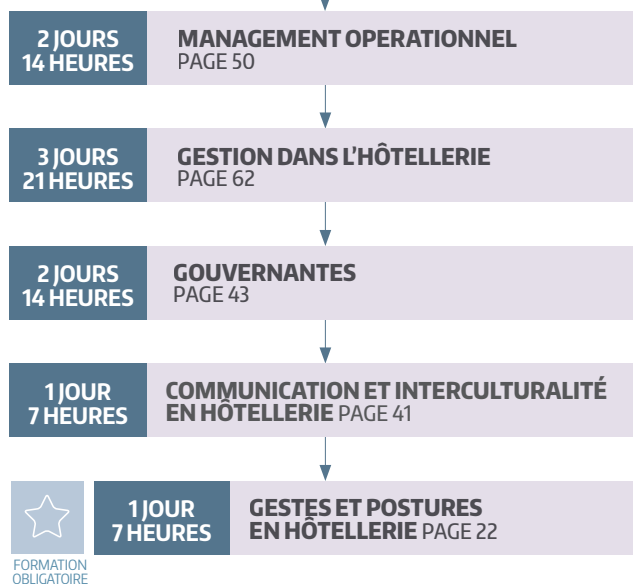 2 JOURS
14 HEURES
MANAGEMENT OPERATIONNEL
PAGE 50
3 JOURS
21 HEURES
GESTION DANS L'HÔTELLERIE
PAGE 62
2 JOURS
14 HEURES
GOUVERNANTES
PAGE 43
1 JOUR
7 HEURES
COMMUNICATION ET INTERCULTURALITÉ
EN HÔTELLERIE PAGE 41
1 JOUR
7 HEURES
GESTES ET POSTURES
EN HÔTELLERIE PAGE 22
FORMATION
OBLIGATOIRE